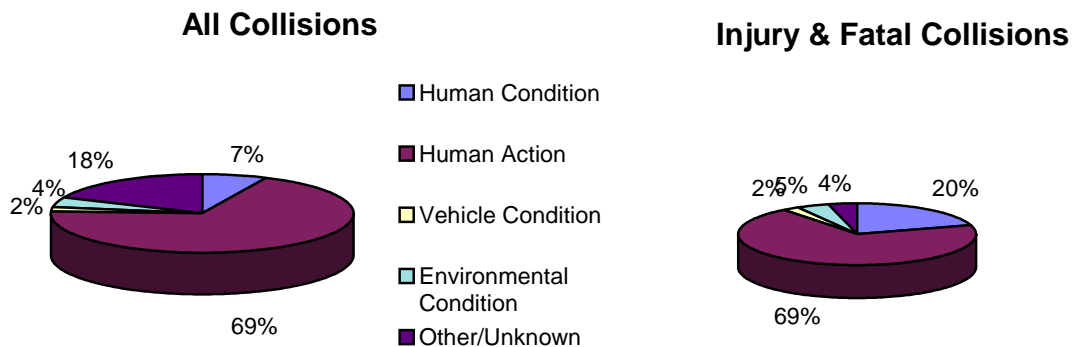 All Collisions
7%
69%
2%
4%
18%
Human Condition
Human Action
Vehicle Condition
Environmental
Condition
Other/Unknown
Injury & Fatal Collisions
20%
69%
2%
5%
4%